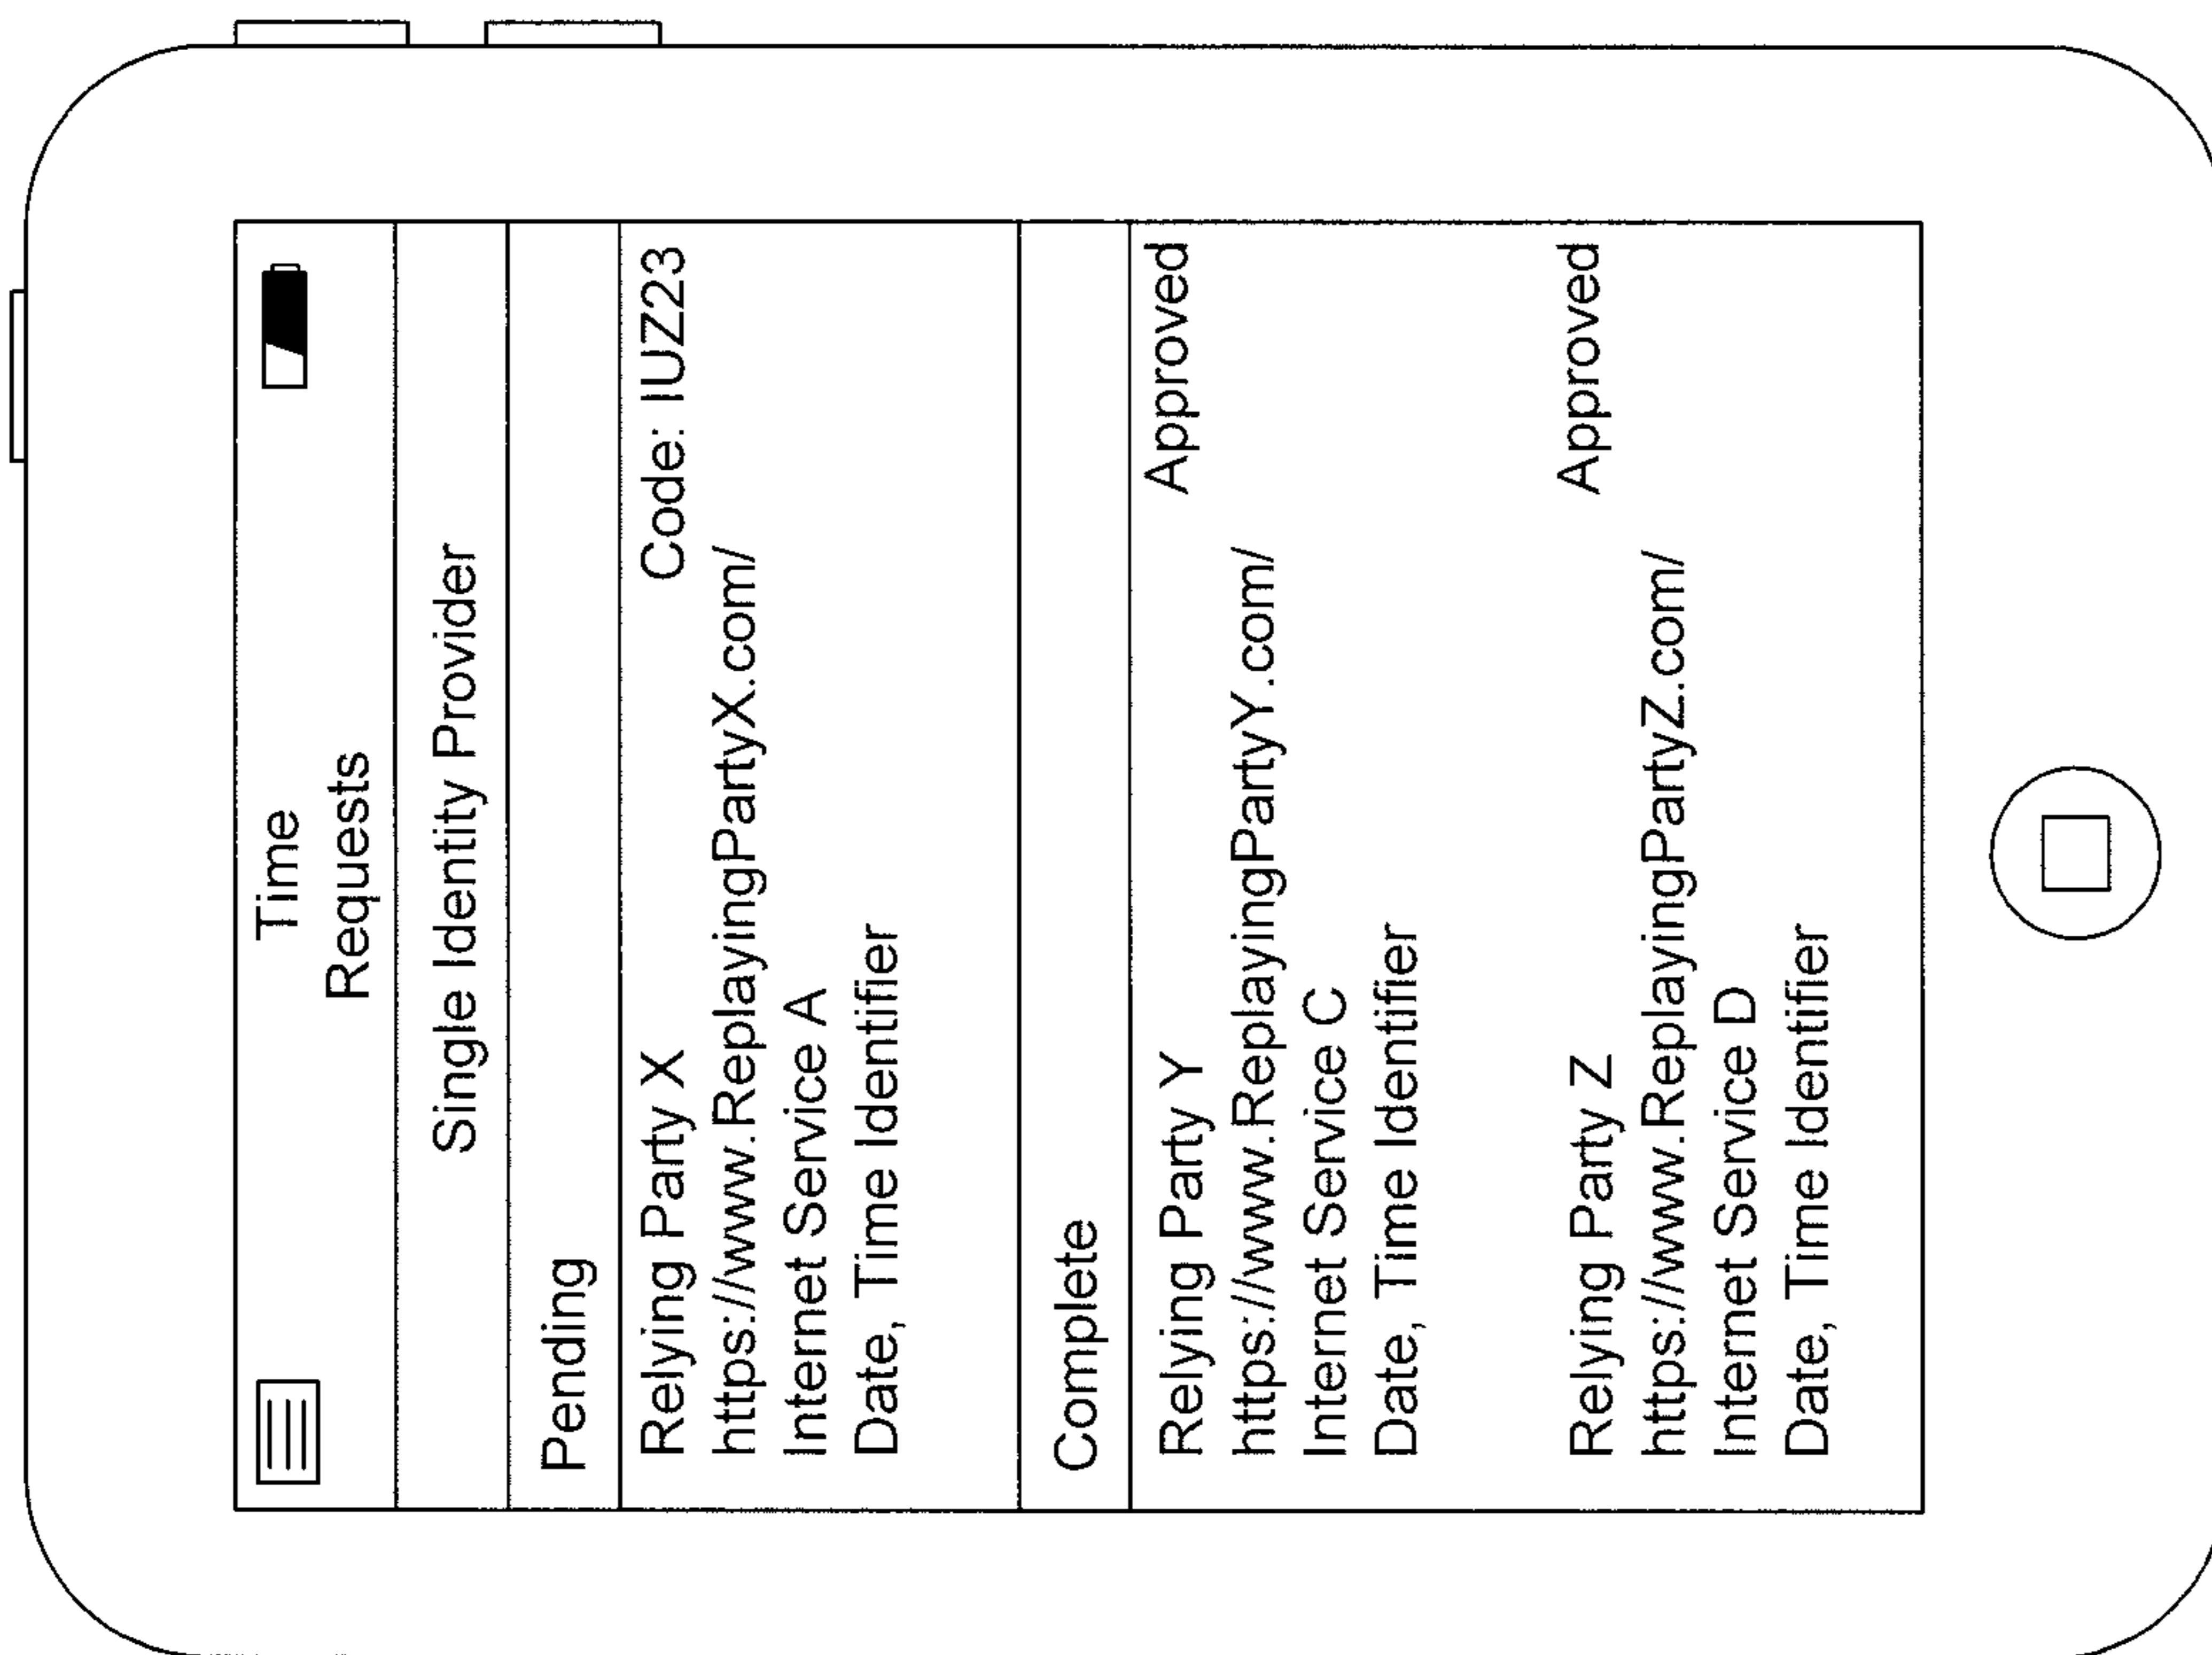 Time
Requests
Single Identity Provider
Pending
Relying Party X Code: IUZ23
https://www.ReplayingPartyX.com/
Internet Service A
Date, Time Identifier
Complete
Relying Party Y Approved
https://www.ReplayingPartyY.com/
Internet Service C
Date, Time Identifier
Relying Party Z Approved
https://www.ReplayingPartyZ.com/
Internet Service D
Date, Time Identifier